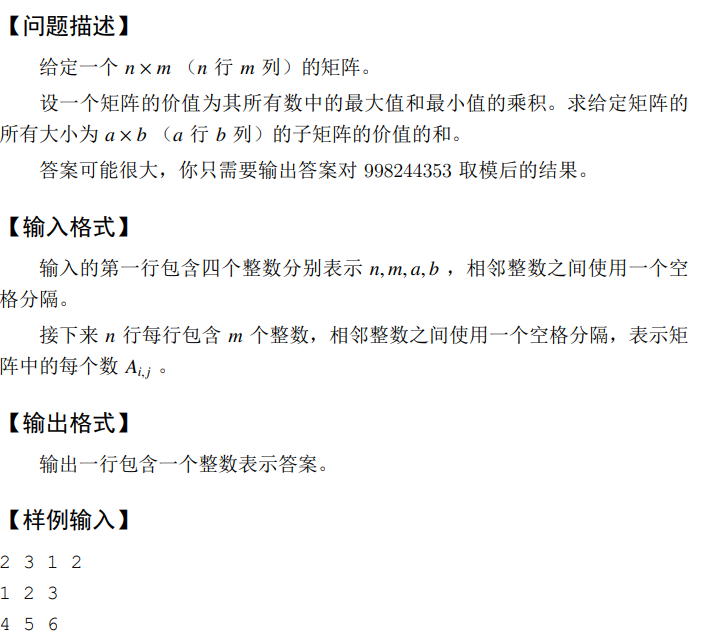 【问题描述】
给定一个 n × m （n 行 m 列）的矩阵。
设一个矩阵的价值为其所有数中的最大值和最小值的乘积。求给定矩阵的
所有大小为 a × b （a 行 b 列）的子矩阵的价值的和。
答案可能很大，你只需要输出答案对 998244353 取模后的结果。
【输入格式】
输入的第一行包含四个整数分别表示 n, m, a, b ，相邻整数之间使用一个空
格分隔。
接下来 n 行每行包含 m 个整数，相邻整数之间使用一个空格分隔，表示矩
阵中的每个数 A_{i,j} 。
【输出格式】
输出一行包含一个整数表示答案。
【样例输入】
2 3 1 2
1 2 3
4 5 6